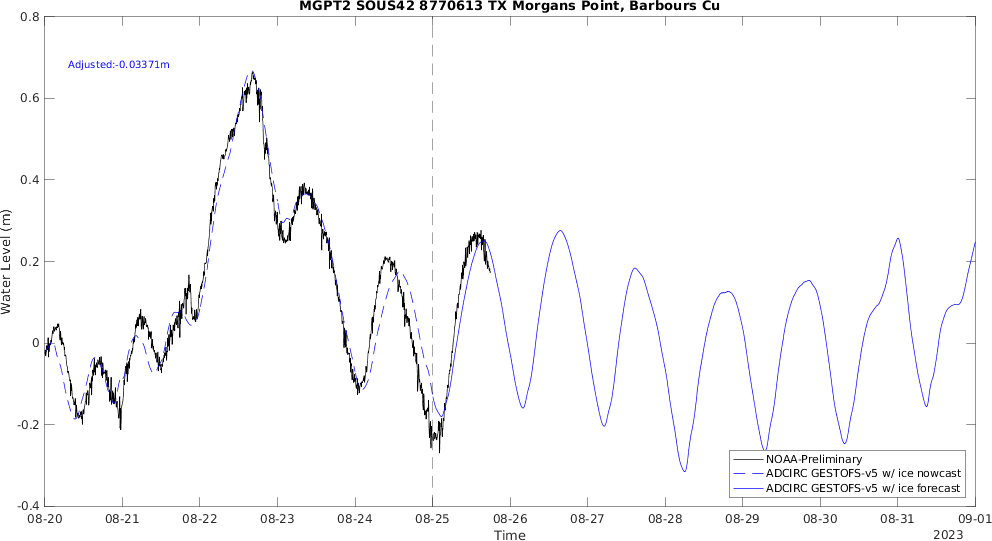 MGPT2 SOUS42 8770613 TX Morgans Point, Barbours Cu
Adjusted:-0.03371m
Water Level (m)
0.8
0.6
0.4
0.2
0
-0.2
-0.4
NOAA-Preliminary
ADCIRC GESTOFS-v5 w/ ice nowcast
ADCIRC GESTOFS-v5 w/ ice forecast
08-20 08-21 08-22 08-23 08-24 08-25 08-26 08-27 08-28 08-29 08-30 08-31 09-01
Time
2023